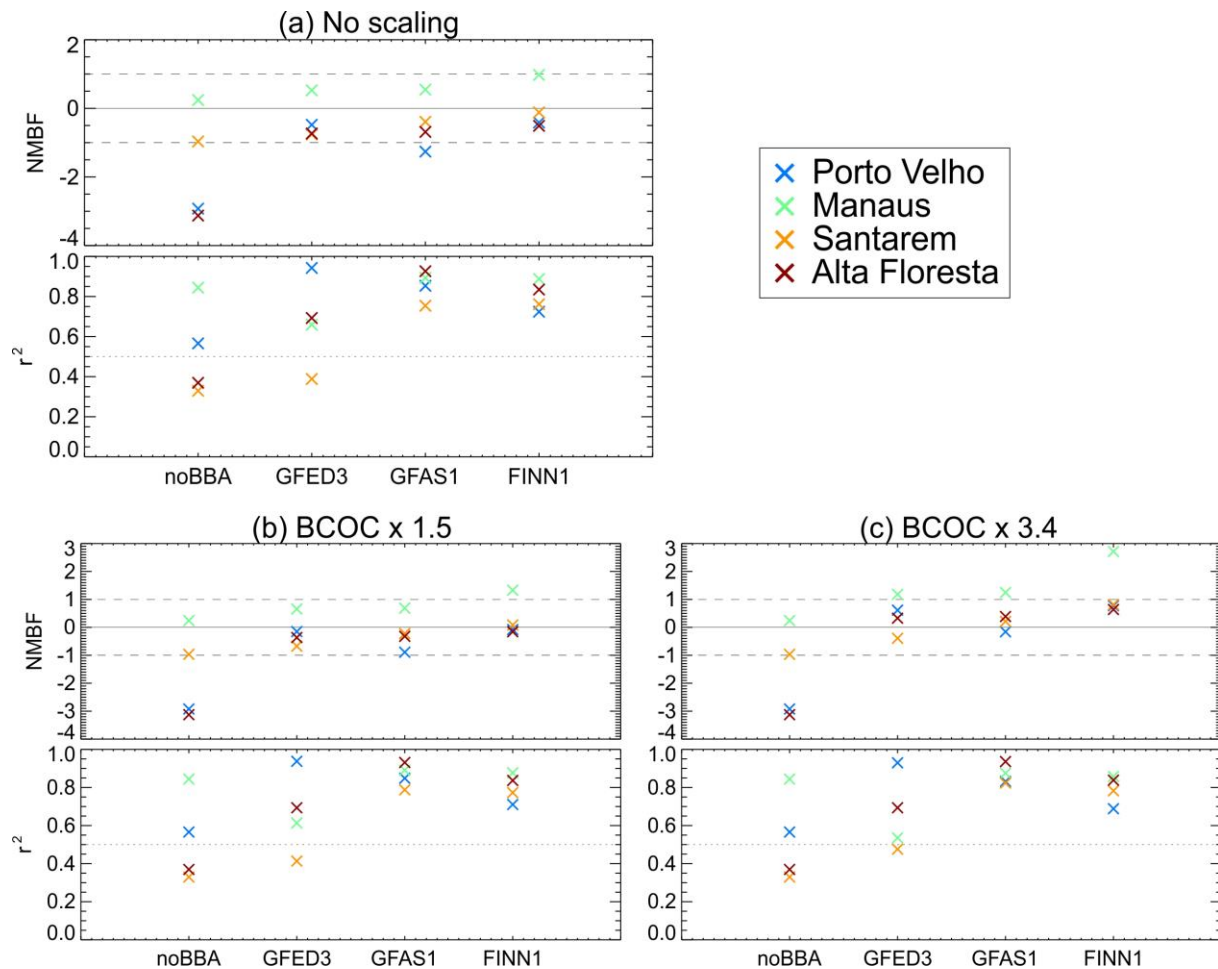 (a) No scaling
2
0
-2
-4
NMBF
1.0
0.8
0.6
0.4
0.2
0.0
r²
noBBA GFED3 GFAS1 FINN1
Porto Velho
Manaus
Santarem
Alta Floresta
(b) BCOC x 1.5
3
2
1
0
-1
-2
-3
-4
NMBF
1.0
0.8
0.6
0.4
0.2
0.0
r²
noBBA GFED3 GFAS1 FINN1
(c) BCOC x 3.4
3
2
1
0
-1
-2
-3
-4
NMBF
1.0
0.8
0.6
0.4
0.2
0.0
r²
noBBA GFED3 GFAS1 FINN1